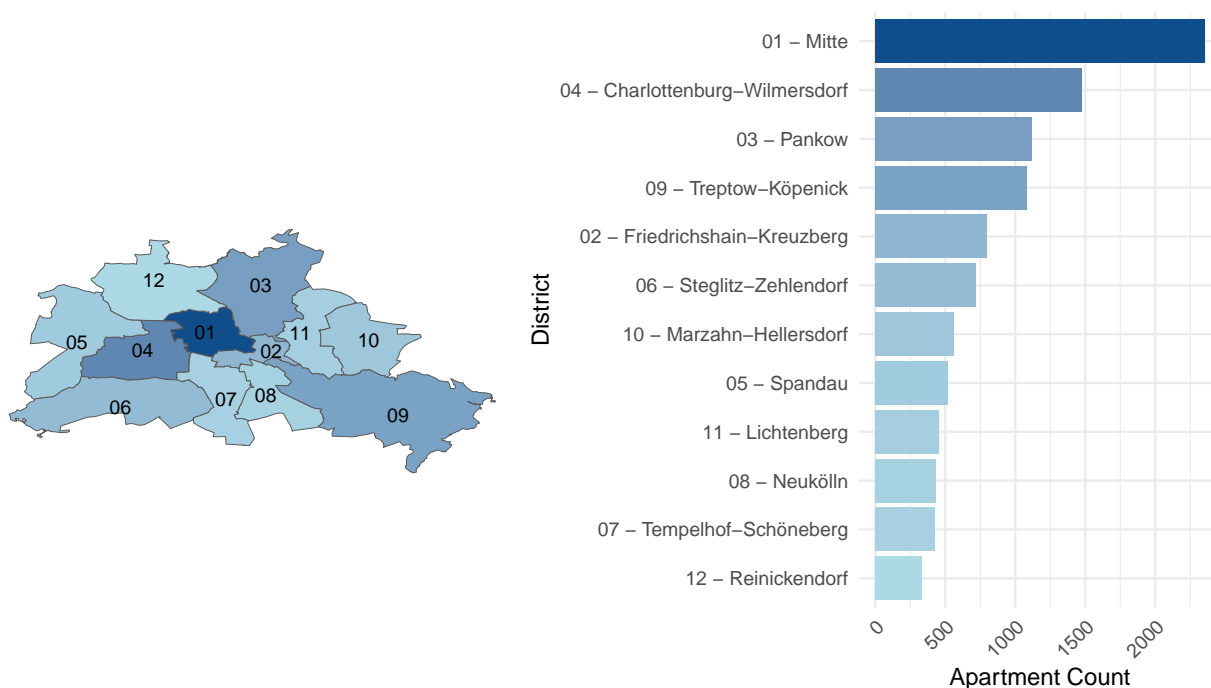 12
03
01
11
10
05
04
02
06
07
08
09
District
01 – Mitte
04 – Charlottenburg–Wilmersdorf
03 – Pankow
09 – Treptow–Köpenick
02 – Friedrichshain–Kreuzberg
06 – Steglitz–Zehlendorf
10 – Marzahn–Hellersdorf
05 – Spandau
11 – Lichtenberg
08 – Neukölln
07 – Tempelhof–Schöneberg
12 – Reinickendorf
0
500
1000
1500
2000
Apartment Count